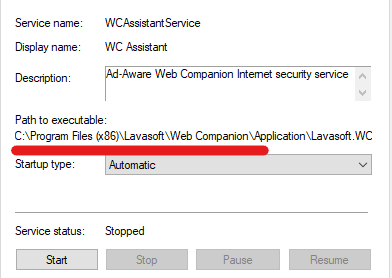 Service name: WCAssistantService
Display name: WC Assistant
Description: Ad-Aware Web Companion Internet security service
Path to executable:
C:\Program Files (x86)\Lavasoft\Web Companion\Application\Lavasoft.WC
Startup type: Automatic
Service status: Stopped
Start Stop Pause Resume